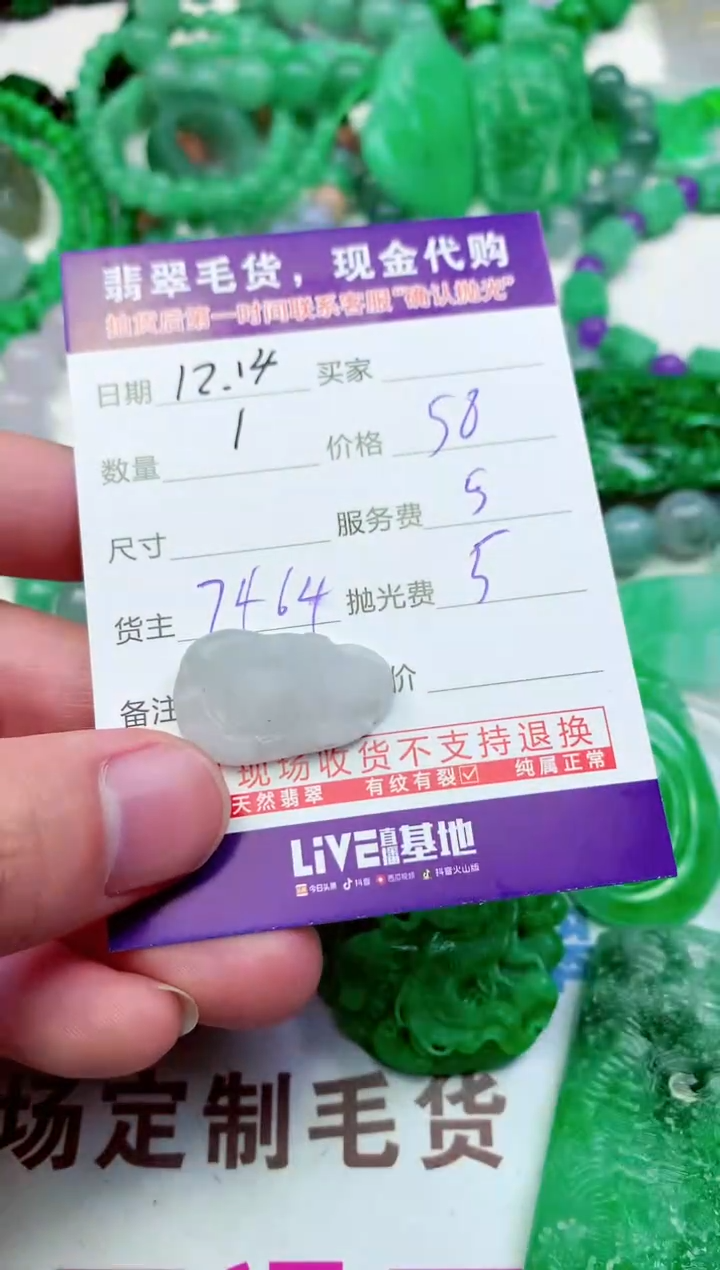 翡翠毛货，现金代购
抽货后第一时间联系客服“确认抛光”
日期 12.14 买家
数量 1 价格 58
尺寸 服务费 5
货主 7464 抛光费 5
备注 价
现场收货不支持退换
天然翡翠 有纹有裂☑ 纯属正常
LiVE直播基地
今日头条 抖音 西瓜视频 抖音火山版
场定制毛货